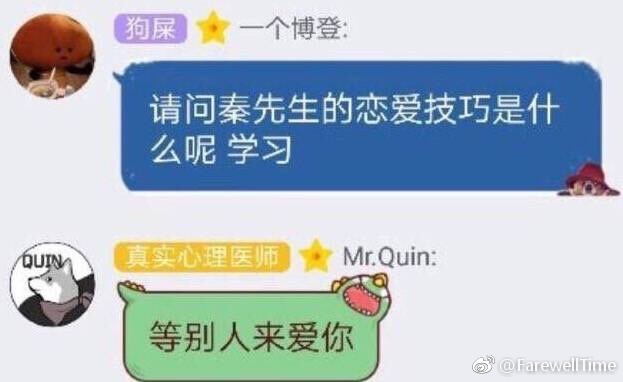 狗屎 一个博登:
请问秦先生的恋爱技巧是什
么呢 学习
QUIN
真实心理医师 Mr.Quin:
等别人来爱你
@FarewellTime